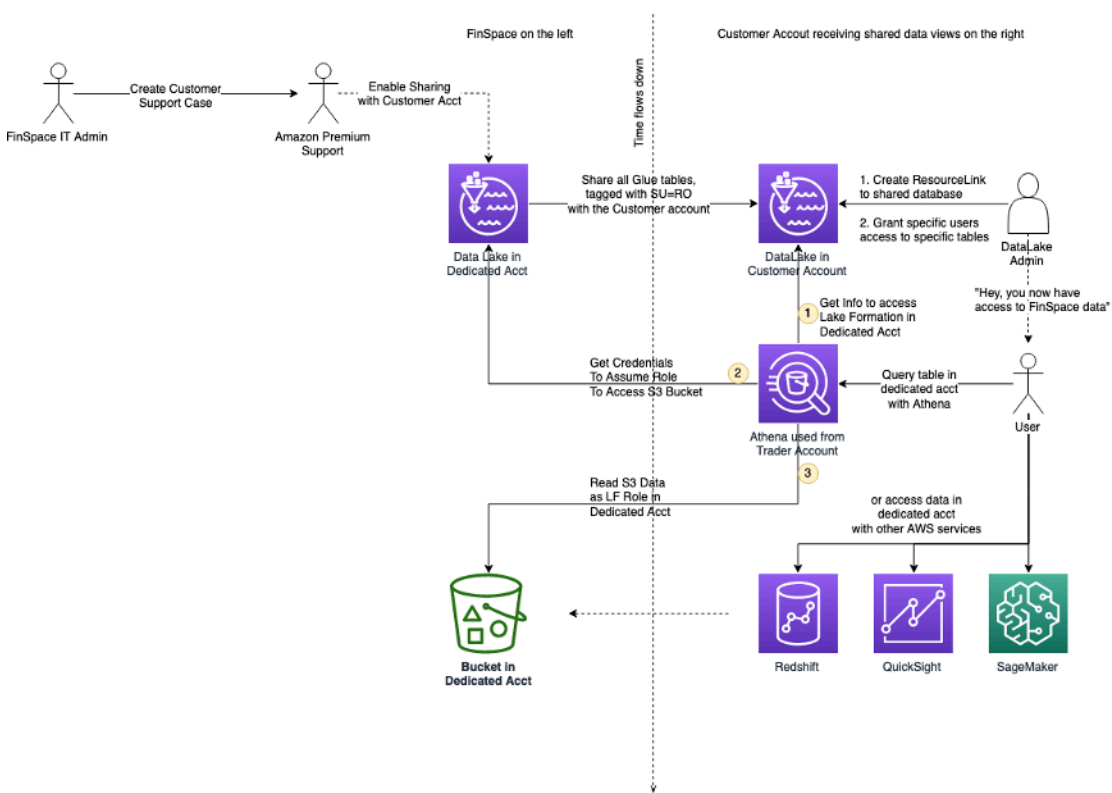 FinSpace on the left
Customer Accout receiving shared data views on the right
Time flows down
Create Customer
Support Case
FinSpace IT Admin
Amazon Premium
Support
Enable Sharing
with Customer Acct
Data Lake in
Dedicated Acct
Share all Glue tables,
tagged with SU=RO
with the Customer account
DataLake in
Customer Account
1. Create ResourceLink
to shared database
2. Grant specific users
access to specific tables
DataLake
Admin
"Hey, you now have
access to FinSpace data"
1
Get Info to access
Lake Formation in
Dedicated Acct
Get Credentials
To Assume Role
To Access S3 Bucket
2
Query table in
dedicated acct
with Athena
User
Athena used from
Trader Account
3
Read S3 Data
as LF Role in
Dedicated Acct
or access data in
dedicated acct
with other AWS services
Bucket in
Dedicated Acct
Redshift
QuickSight
SageMaker